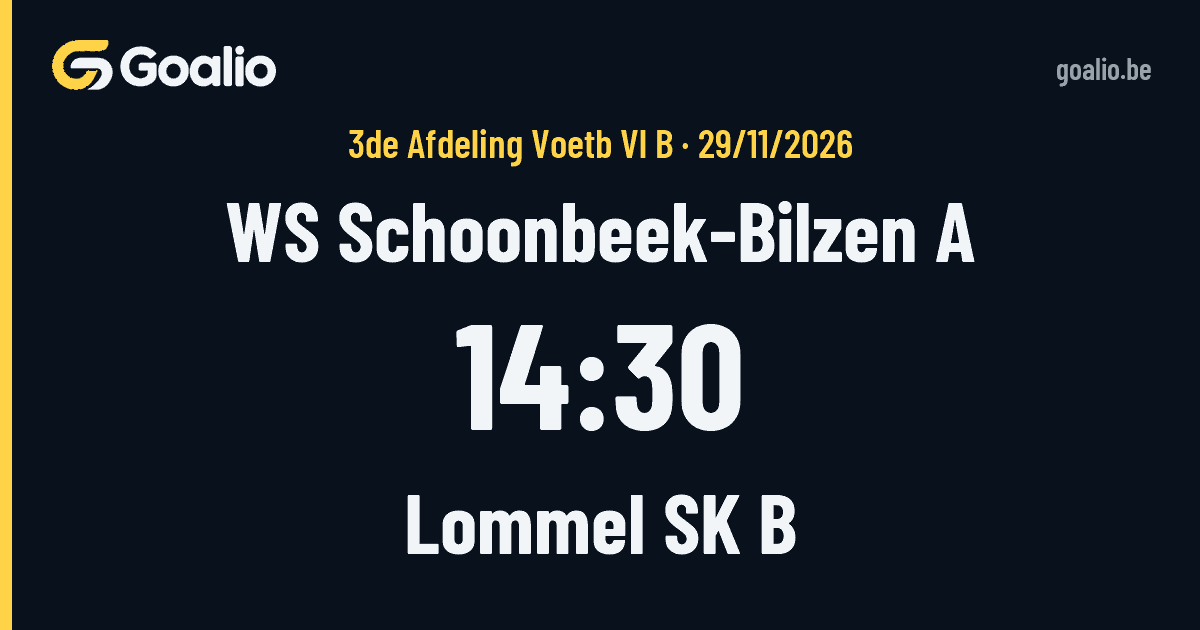 Goalio
goalio.be
3de Afdeling Voetb Vl B · 29/11/2026
WS Schoonbeek-Bilzen A
14:30
Lommel SK B